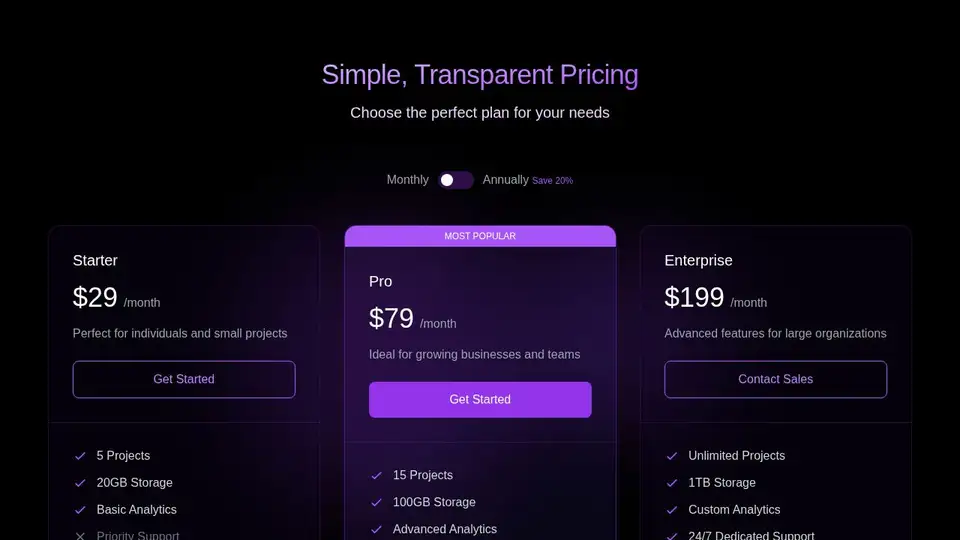 Simple, Transparent Pricing
Choose the perfect plan for your needs
Monthly Annually Save 20%
Starter
$29 /month
Perfect for individuals and small projects
Get Started
5 Projects
20GB Storage
Basic Analytics
Priority Support
MOST POPULAR
Pro
$79 /month
Ideal for growing businesses and teams
Get Started
15 Projects
100GB Storage
Advanced Analytics
Enterprise
$199 /month
Advanced features for large organizations
Contact Sales
Unlimited Projects
1TB Storage
Custom Analytics
24/7 Dedicated Support